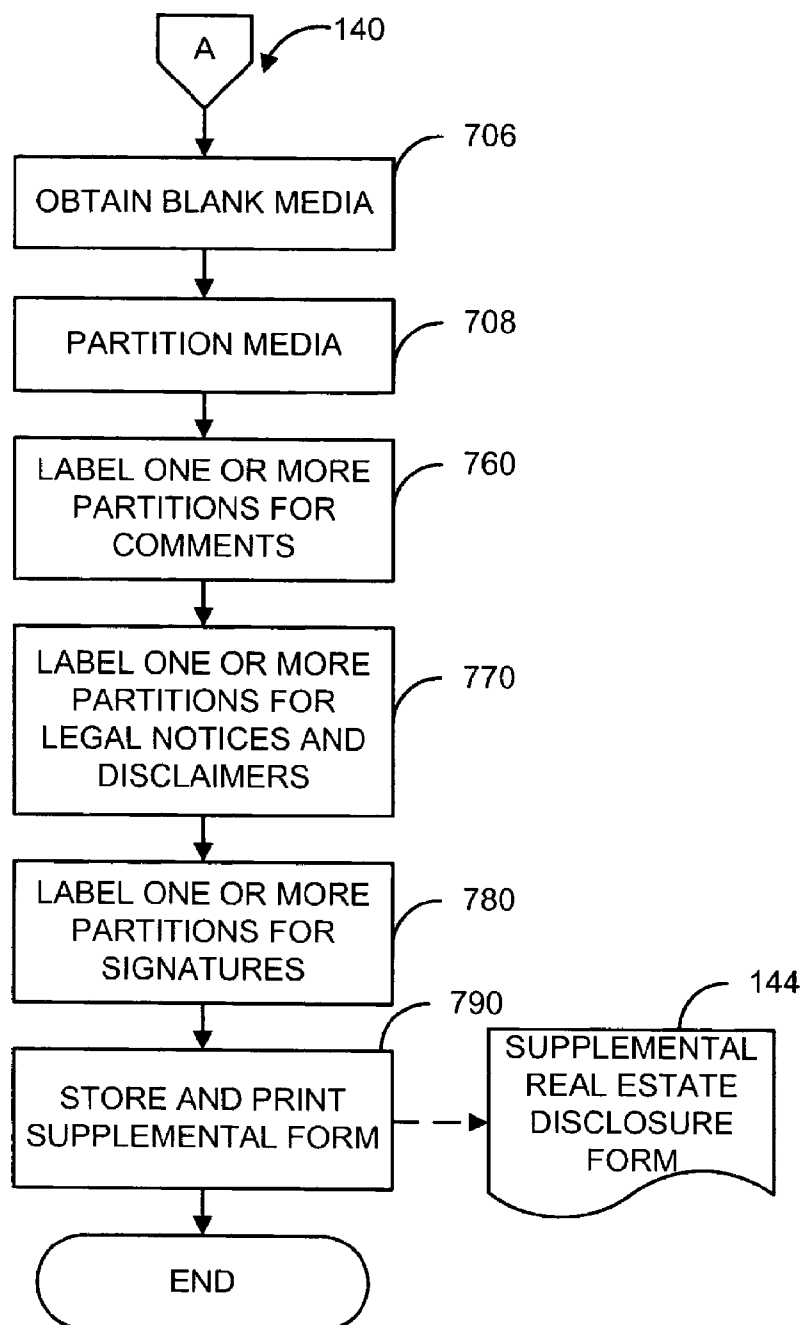 A
140
706
OBTAIN BLANK MEDIA
708
PARTITION MEDIA
760
LABEL ONE OR MORE
PARTITIONS FOR
COMMENTS
770
LABEL ONE OR MORE
PARTITIONS FOR
LEGAL NOTICES AND
DISCLAIMERS
780
LABEL ONE OR MORE
PARTITIONS FOR
SIGNATURES
790
STORE AND PRINT
SUPPLEMENTAL FORM
144
SUPPLEMENTAL
REAL ESTATE
DISCLOSURE
FORM
END